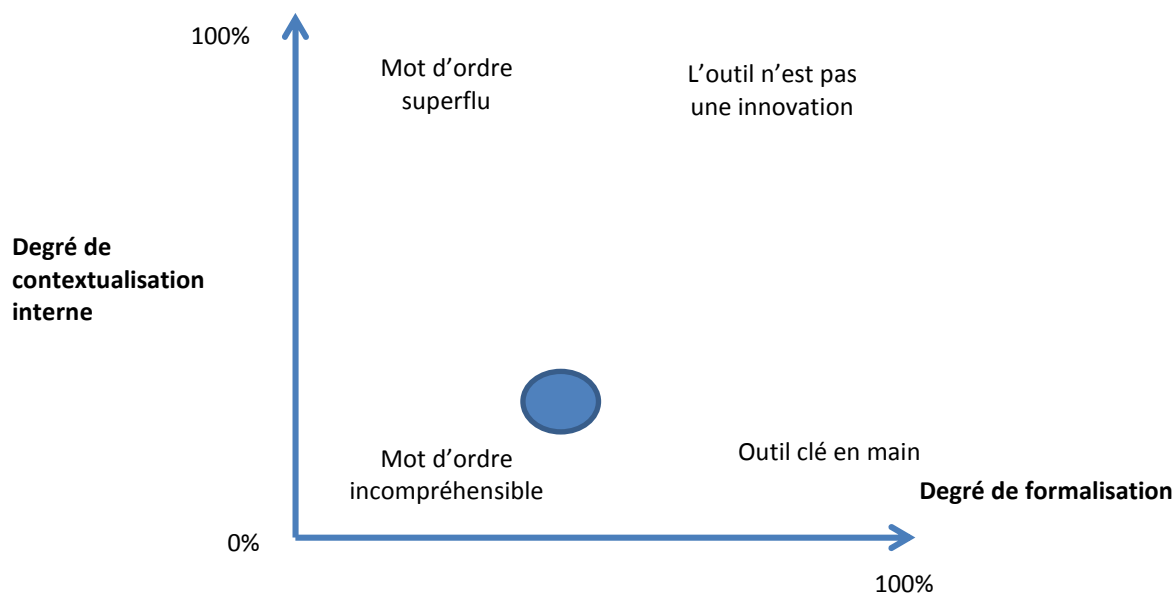 100%
Mot d’ordre
superflu
L’outil n’est pas
une innovation
Degré de
contextualisation
interne
Mot d’ordre
incompréhensible
Outil clé en main
Degré de formalisation
0%
100%